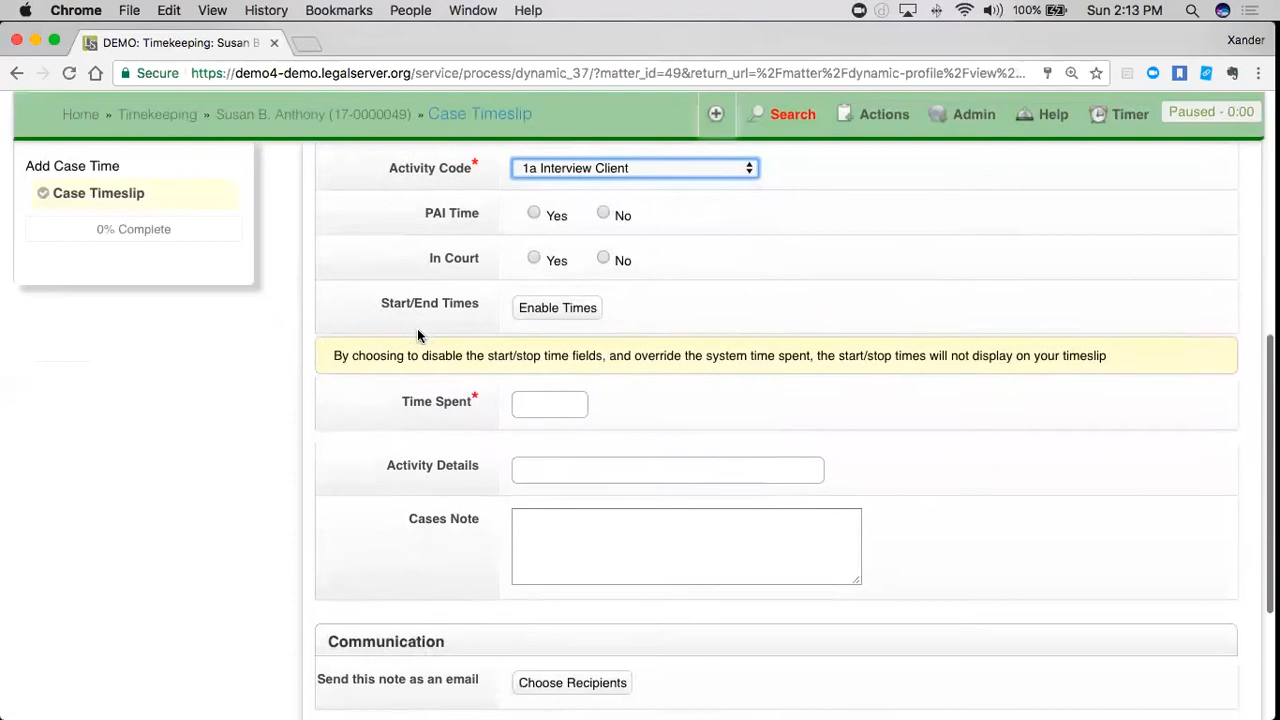 Chrome File Edit View History Bookmarks People Window Help 100% Sun 2:13 PM
DEMO: Timekeeping: Susan B Xander
Secure https://demo4-demo.legalserver.org/service/process/dynamic_37/?matter_id=49&return_url=%2Fmatter%2Fdynamic-profile%2Fview%2...
Home » Timekeeping » Susan B. Anthony (17-0000049) » Case Timeslip Search Actions Admin Help Timer Paused - 0:00
Add Case Time
Case Timeslip
0% Complete
Activity Code* 1a Interview Client
PAI Time Yes No
In Court Yes No
Start/End Times Enable Times
By choosing to disable the start/stop time fields, and override the system time spent, the start/stop times will not display on your timeslip
Time Spent*
Activity Details
Cases Note
Communication
Send this note as an email Choose Recipients